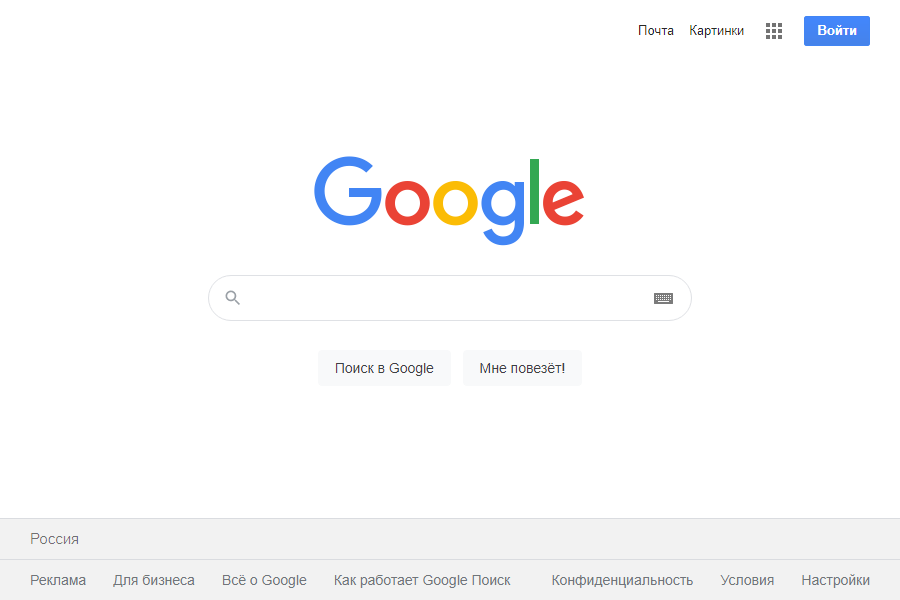 Почта Картинки Войти
Google
Поиск в Google Мне повезёт!
Россия
Реклама Для бизнеса Всё о Google Как работает Google Поиск Конфиденциальность Условия Настройки